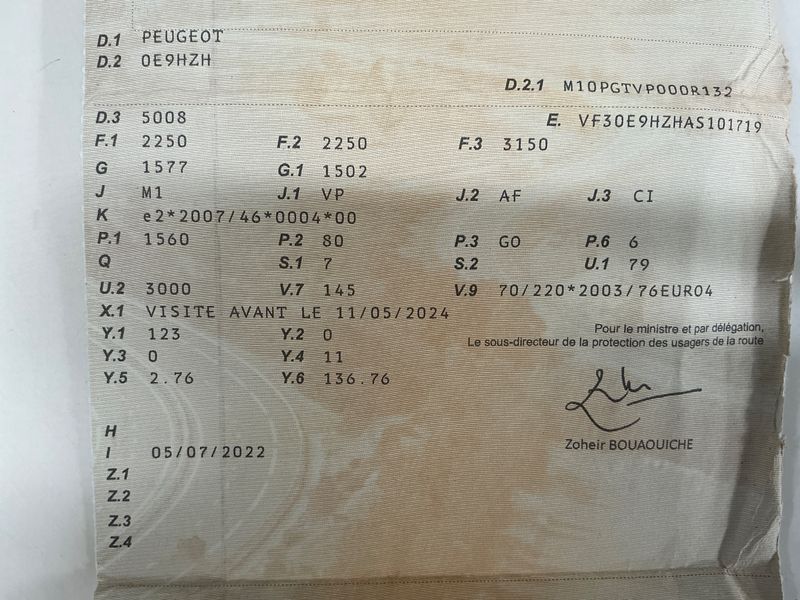 D.1 PEUGEOT
D.2 0E9HZH
D.2.1 M10PGTVP000R132
D.3 5008 E. VF30E9HZHAS101719
F.1 2250 F.2 2250 F.3 3150
G 1577 G.1 1502
J M1 J.1 VP J.2 AF J.3 CI
K e2*2007/46*0004*00
P.1 1560 P.2 80 P.3 GO P.6 6
Q S.1 7 S.2 U.1 79
U.2 3000 V.7 145 V.9 70/220*2003/76EURO4
X.1 VISITE AVANT LE 11/05/2024
Y.1 123 Y.2 0
Pour le ministre et par délégation,
Le sous-directeur de la protection des usagers de la route
Y.3 0 Y.4 11
Y.5 2.76 Y.6 136.76
Zoheir BOUAOUICHE
H
I 05/07/2022
Z.1
Z.2
Z.3
Z.4